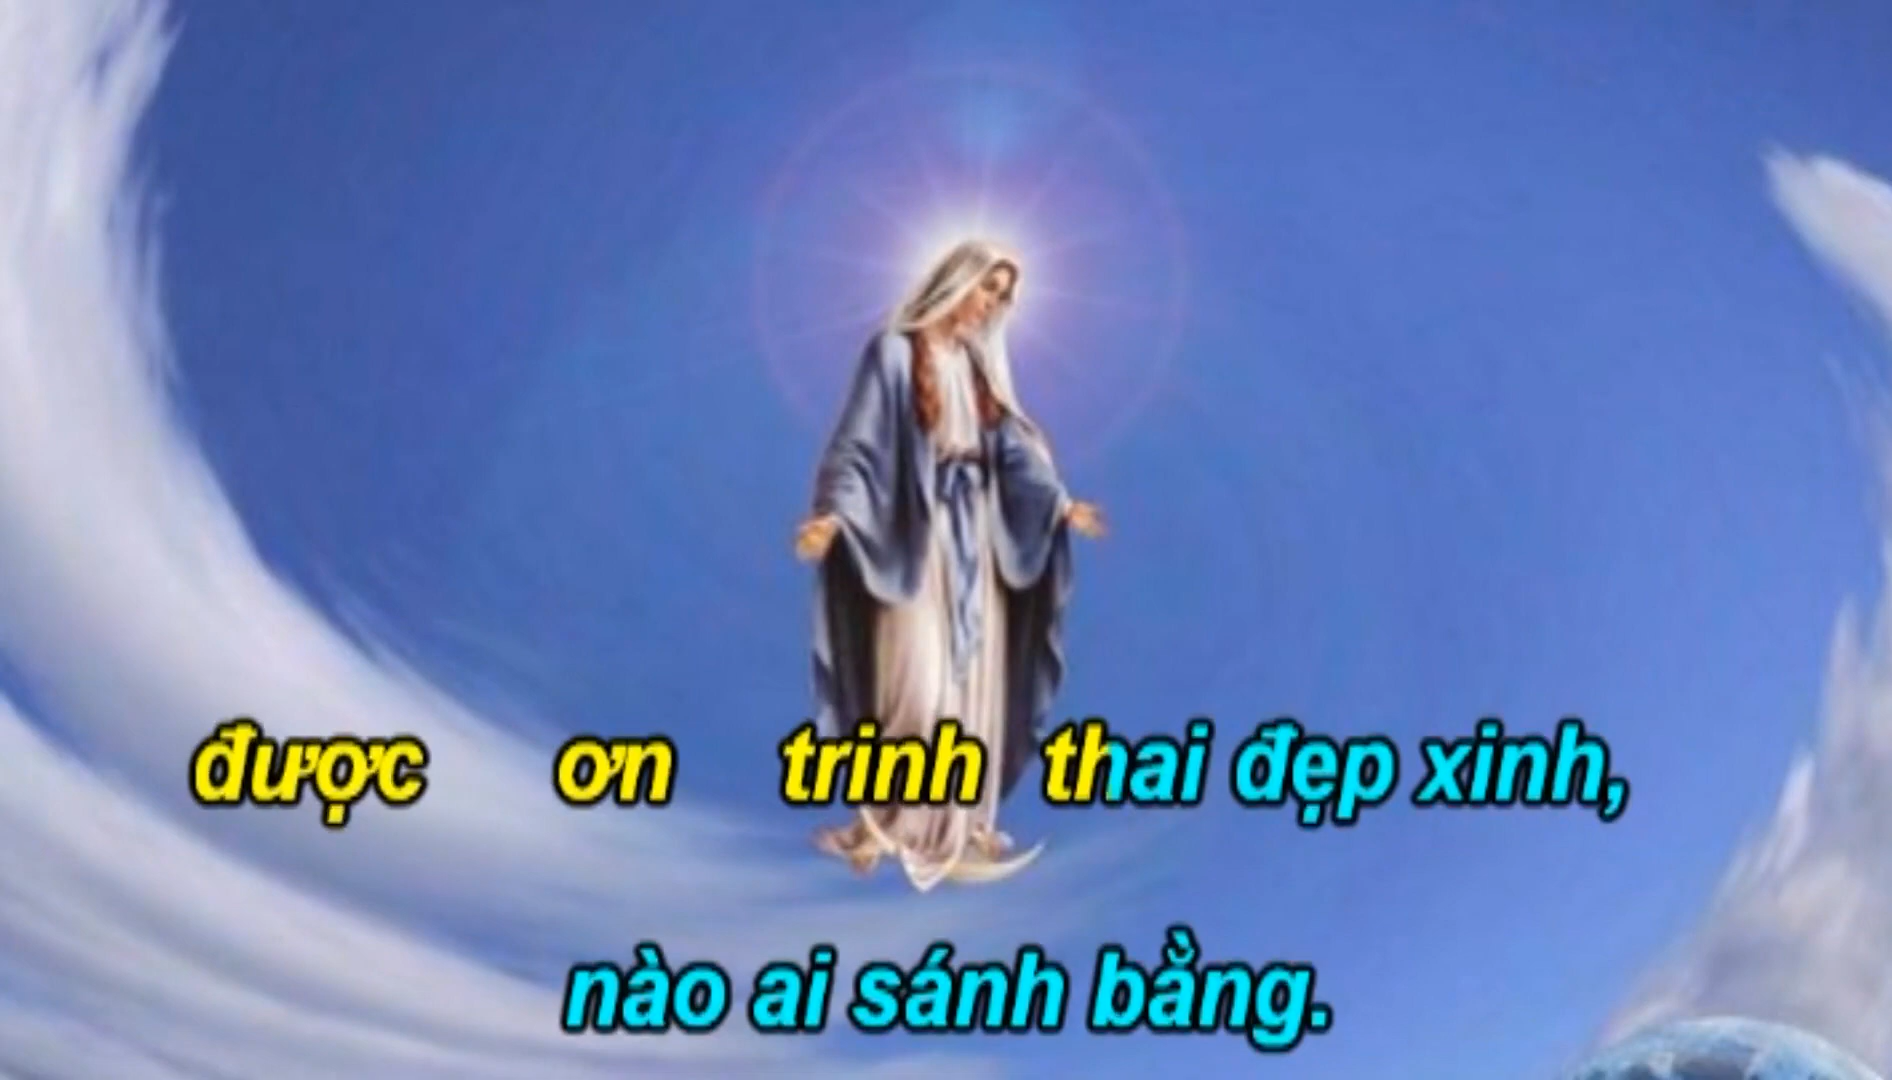 được ơn trinh thai đẹp xinh,
nào ai sánh bằng.